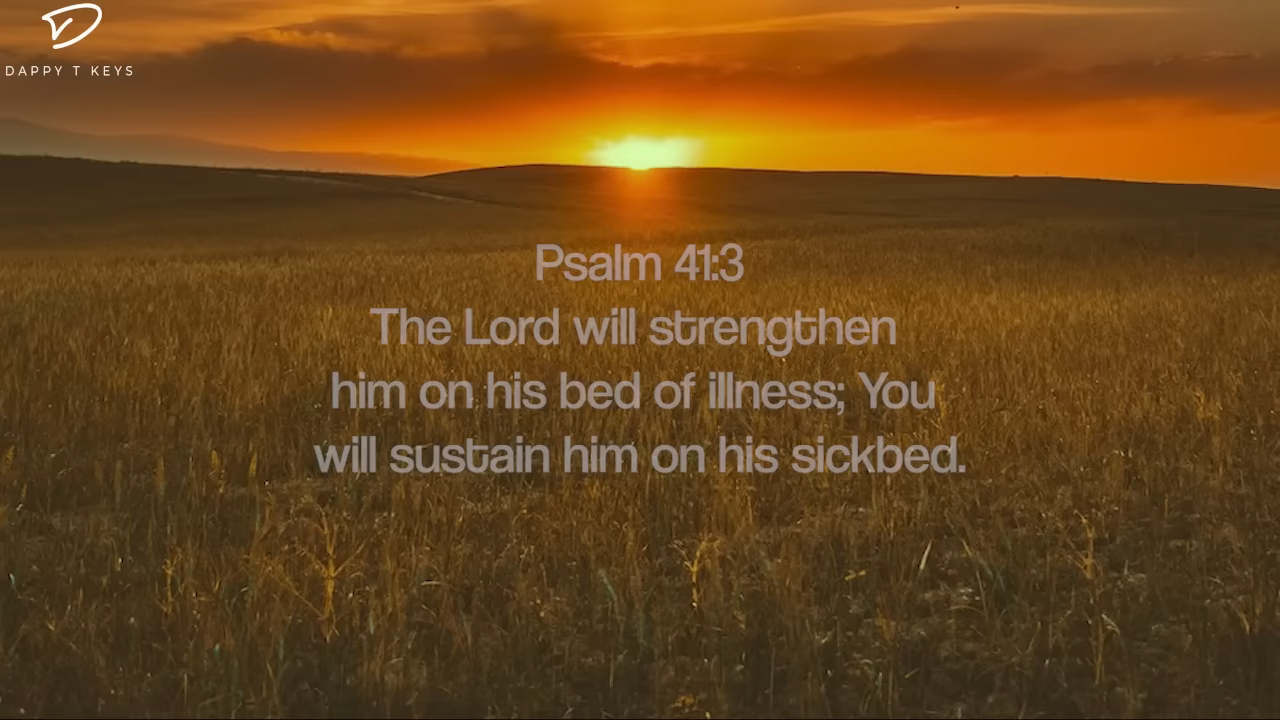 DAPPY T KEYS
Psalm 41:3
The Lord will strengthen
him on his bed of illness; You
will sustain him on his sickbed.